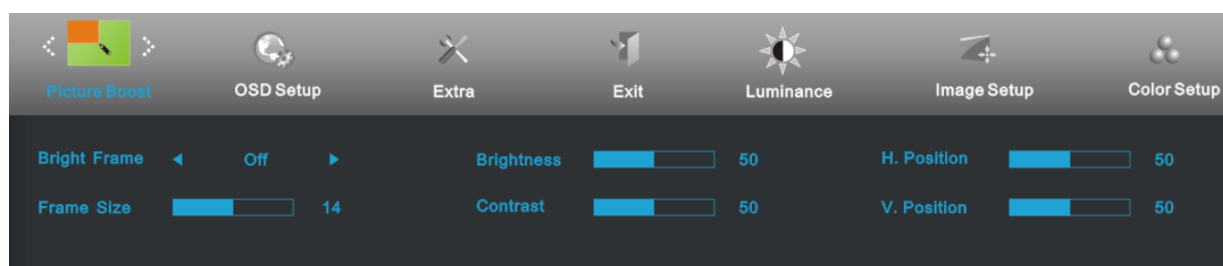 Picture Boost OSD Setup Extra Exit Luminance Image Setup Color Setup
Bright Frame Off Brightness 50 H. Position 50
Frame Size 14 Contrast 50 V. Position 50